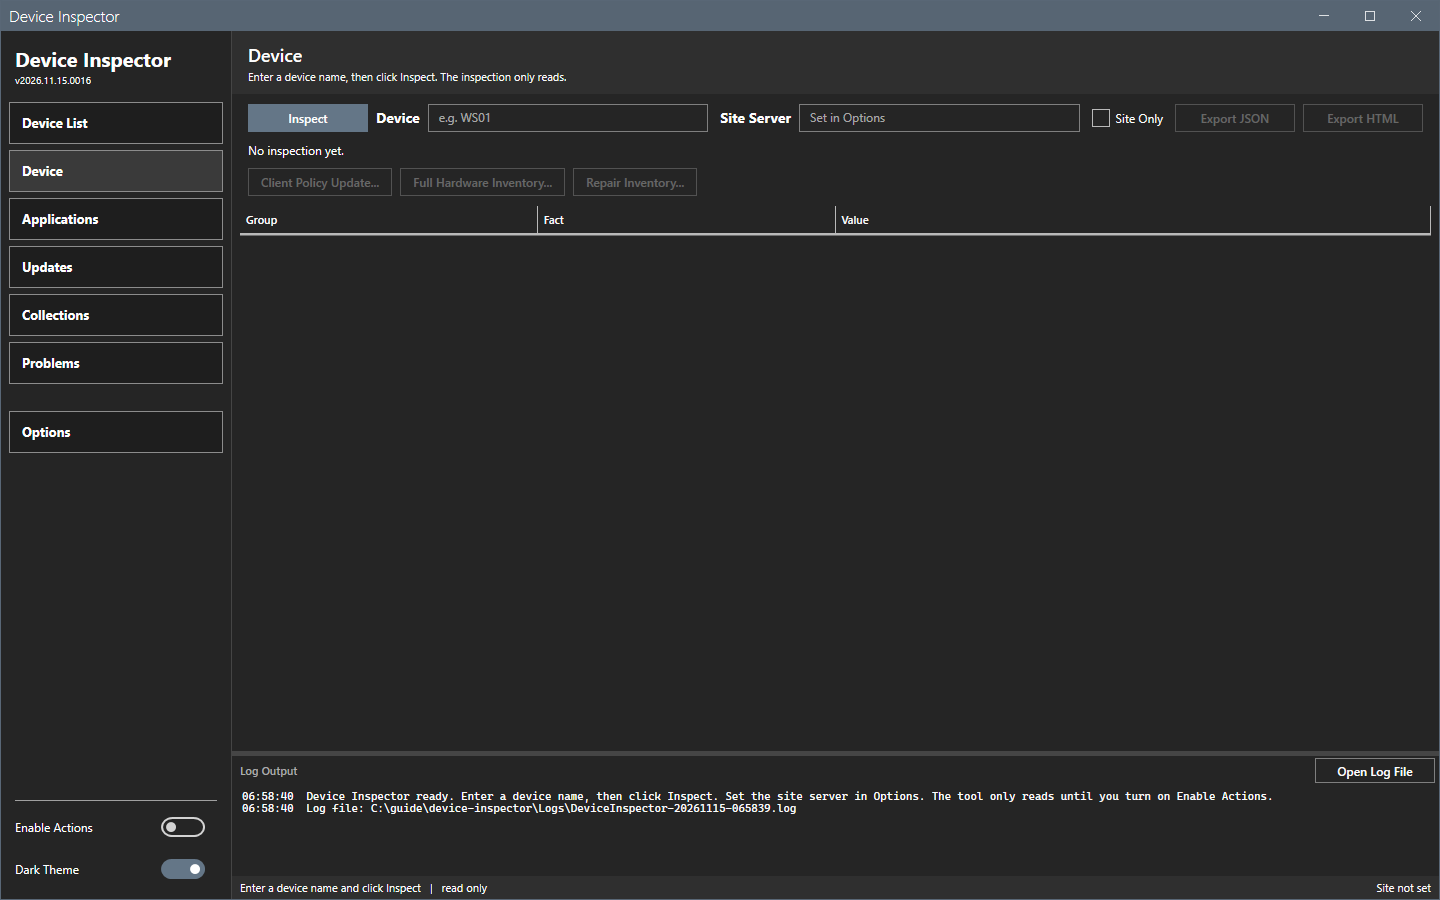 Device Inspector
Device Inspector
v2026.11.15.0016
Device List
Device
Applications
Updates
Collections
Problems
Options
Enable Actions
Dark Theme
Device
Enter a device name, then click Inspect. The inspection only reads.
Inspect Device e.g. WS01 Site Server Set in Options Site Only Export JSON Export HTML
No inspection yet.
Client Policy Update... Full Hardware Inventory... Repair Inventory...
Group Fact Value
Log Output Open Log File
06:58:40 Device Inspector ready. Enter a device name, then click Inspect. Set the site server in Options. The tool only reads until you turn on Enable Actions.
06:58:40 Log file: C:\guide\device-inspector\Logs\DeviceInspector-20261115-065839.log
Enter a device name and click Inspect | read only Site not set